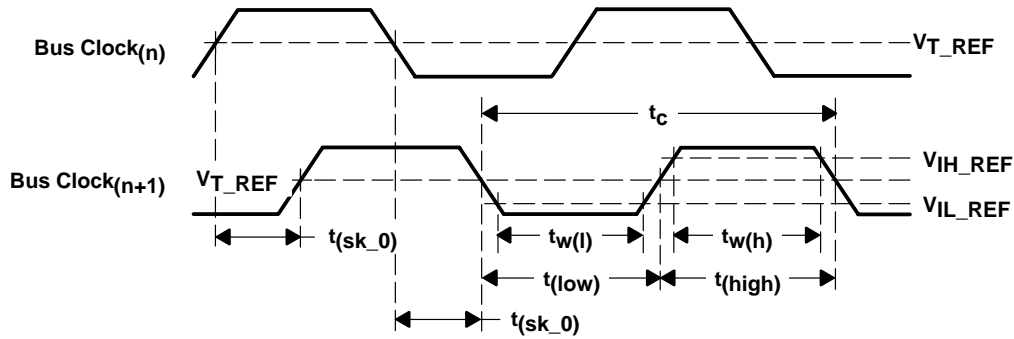 Bus Clock(n)
VT_REF
tc
Bus Clock(n+1)
VT_REF
VIH_REF
VIL_REF
t(sk_0)
tw(l)
tw(h)
t(low)
t(high)
t(sk_0)